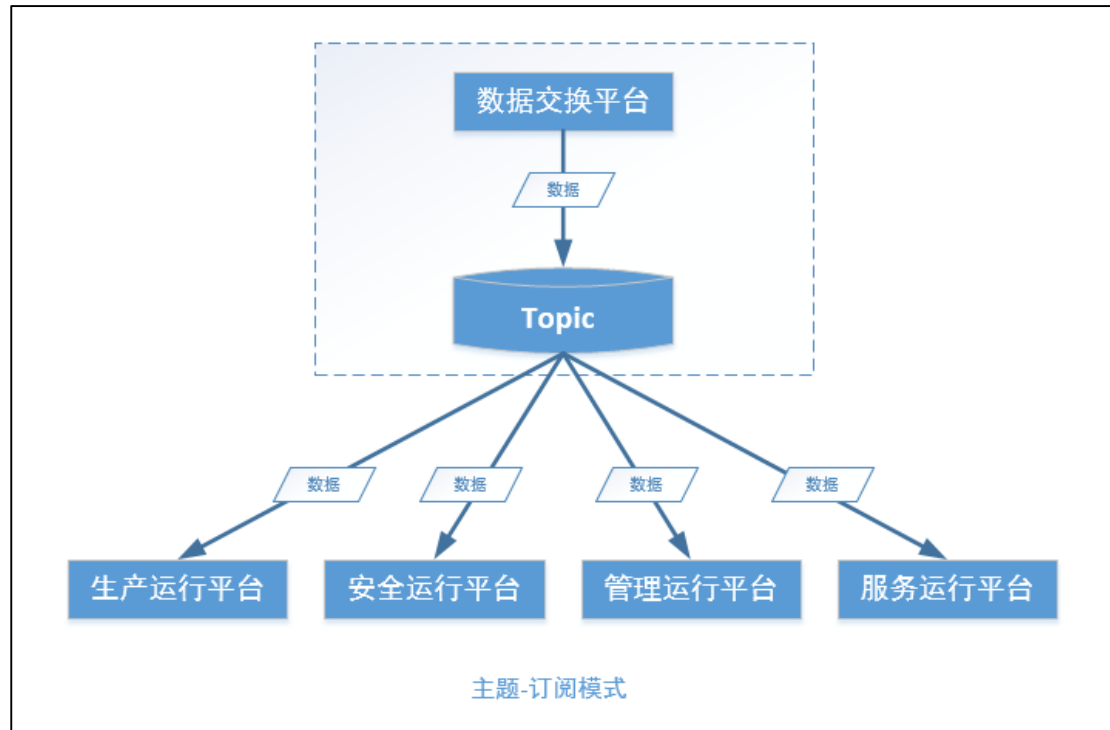 数据交换平台
数据
Topic
数据 数据 数据 数据
生产运行平台 安全运行平台 管理运行平台 服务运行平台
主题-订阅模式